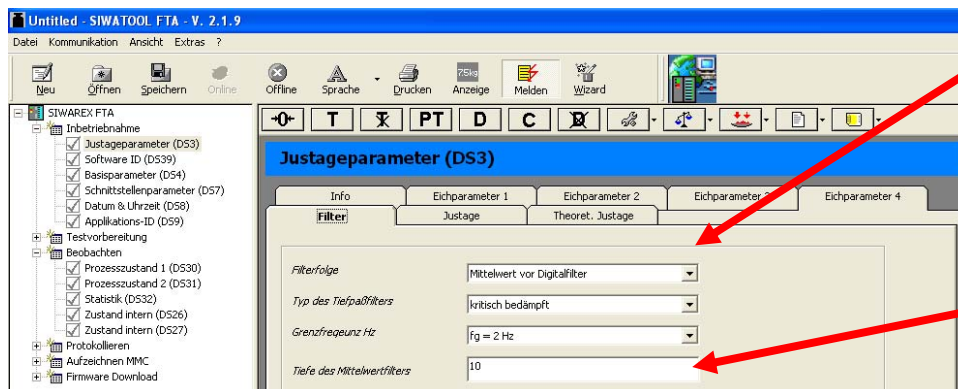 Untitled - SIWATOOL FTA - V. 2.1.9
Datei Kommunikation Ansicht Extras ?
Neu Öffnen Speichern Online Offline Sprache Drucken Anzeige Melden Wizard
75kg
SIWAREX FTA
Inbetriebnahme
Justageparameter (DS3)
Software ID (DS39)
Basisparameter (DS4)
Schnittstellenparameter (DS7)
Datum & Uhrzeit (DS8)
Applikations-ID (DS9)
Testvorbereitung
Beobachten
Prozesszustand 1 (DS30)
Prozesszustand 2 (DS31)
Statistik (DS32)
Zustand intern (DS26)
Zustand intern (DS27)
Protokollieren
Aufzeichnen MMC
Firmware Download
→0← T T PT D C D
Justageparameter (DS3)
Info Eichparameter 1 Eichparameter 2 Eichparameter 3 Eichparameter 4
Filter Justage Theoret. Justage
Filterfolge Mittelwert vor Digitalfilter
Typ des Tiefpaßfilters kritisch bedämpft
Grenzfreqeunz Hz fg = 2 Hz
Tiefe des Mittelwertfilters 10